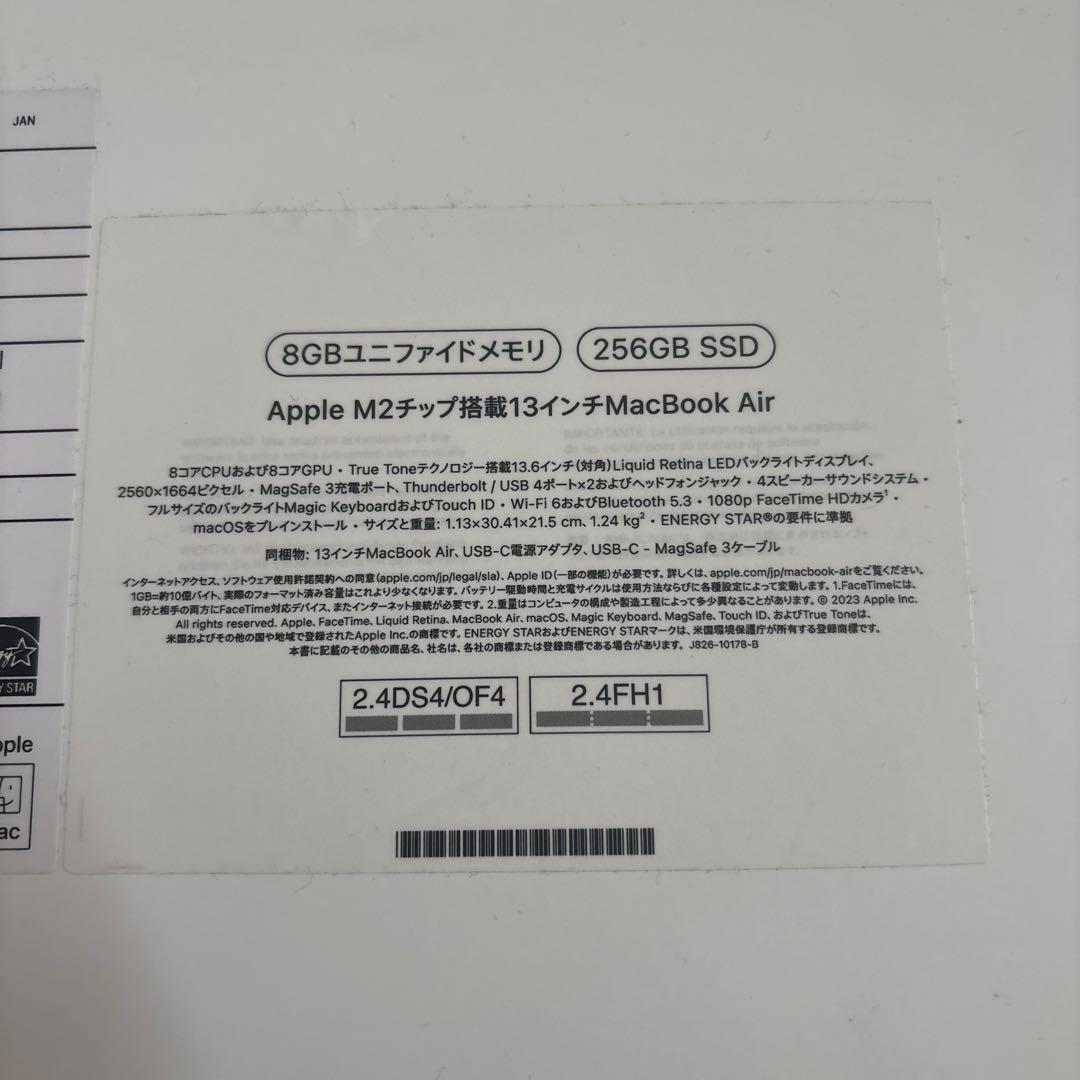 JAN
8GBユニファイドメモリ
256GB SSD
Apple M2チップ搭載13インチMacBook Air
8コアCPUおよび8コアGPU・True Toneテクノロジー搭載13.6インチ(対角)Liquid Retina LEDバックライトディスプレイ、
2560×1664ピクセル・MagSafe 3充電ポート、Thunderbolt / USB 4ポート×2およびヘッドフォンジャック・4スピーカーサウンドシステム・
フルサイズのバックライトMagic KeyboardおよびTouch ID・Wi-Fi 6およびBluetooth 5.3・1080p FaceTime HDカメラ¹・
macOSをプレインストール・サイズと重量: 1.13×30.41×21.5 cm、1.24 kg²・ENERGY STAR®の要件に準拠
同梱物: 13インチMacBook Air、USB-C電源アダプタ、USB-C - MagSafe 3ケーブル
インターネットアクセス、ソフトウェア使用許諾契約への同意(apple.com/jp/legal/sla)、Apple ID(一部の機能)が必要です。詳しくは、apple.com/jp/macbook-airをご覧ください。
1GB=約10億バイト、実際のフォーマット済み容量はこれより少なくなります。バッテリー駆動時間と充電サイクルは使用方法ならびに各種設定によって変動します。1.FaceTimeには、
自分と相手の両方にFaceTime対応デバイス、またインターネット接続が必要です。2.重量はコンピュータの構成や製造工程によって多少異なることがあります。© 2023 Apple Inc.
All rights reserved. Apple、FaceTime、Liquid Retina、MacBook Air、macOS、Magic Keyboard、MagSafe、Touch ID、およびTrue Toneは、
米国およびその他の国や地域で登録されたApple Inc.の商標です。ENERGY STARおよびENERGY STARマークは、米国環境保護庁が所有する登録商標です。
本書に記載のその他の商品名、社名は、各社の商標または登録商標である場合があります。 J826-10178-B
2.4DS4/OF4
2.4FH1
STAR